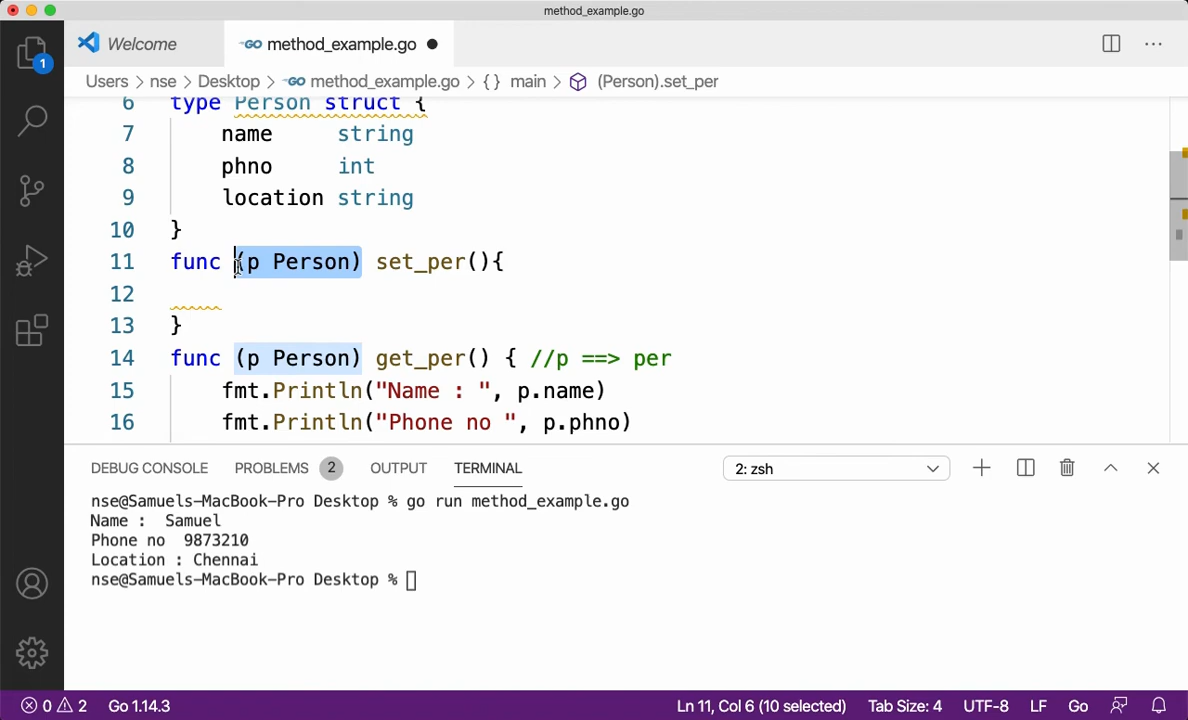 method_example.go
Welcome
GO method_example.go
1
Users > nse > Desktop > GO method_example.go > {} main > (Person).set_per
6 type Person struct {
7 name string
8 phno int
9 location string
10 }
11 func (p Person) set_per(){
12
13 }
14 func (p Person) get_per() { //p ==> per
15 fmt.Println("Name : ", p.name)
16 fmt.Println("Phone no ", p.phno)
DEBUG CONSOLE PROBLEMS 2 OUTPUT TERMINAL 2: zsh
nse@Samuels-MacBook-Pro Desktop % go run method_example.go
Name :  Samuel
Phone no  9873210
Location : Chennai
nse@Samuels-MacBook-Pro Desktop %
0 2 Go 1.14.3 Ln 11, Col 6 (10 selected) Tab Size: 4 UTF-8 LF Go